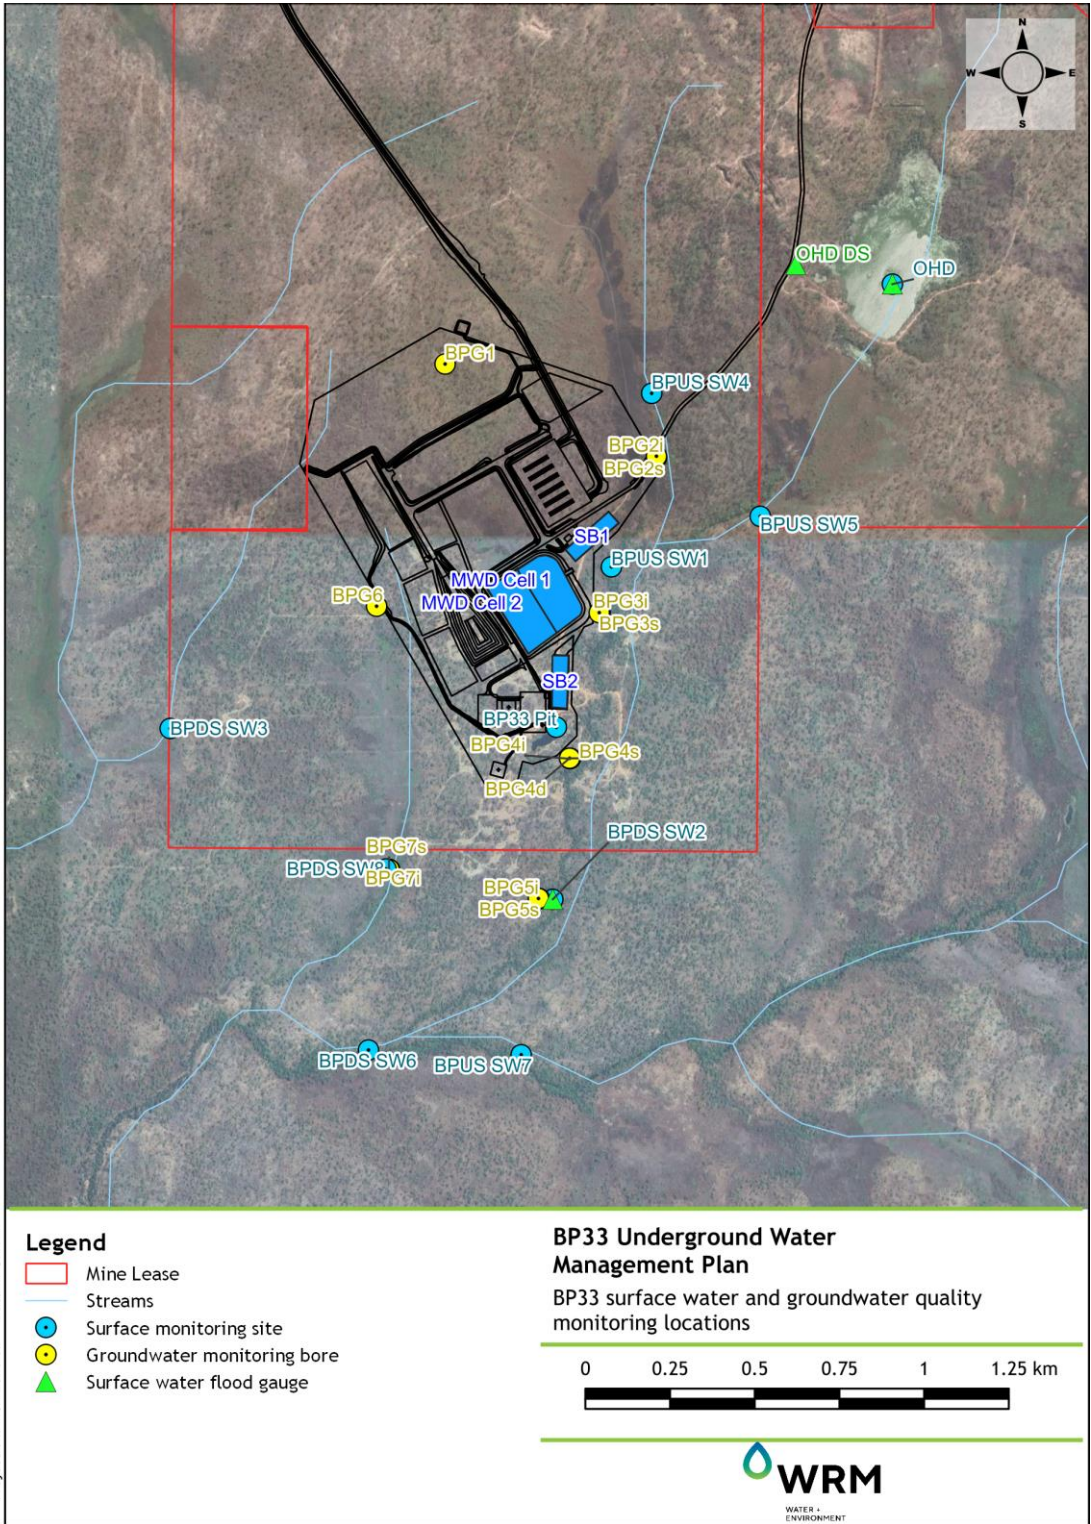 N
W
E
S
OHD DS
OHD
BPG1
BPUS SW4
BPG2i
BPG2s
BPUS SW5
SB1
BPUS SW1
MWD Cell 1
MWD Cell 2
BPG6
BPG3i
BPG3s
SB2
BPDS SW3
BP33 Pit
BPG4i
BPG4s
BPG4d
BPDS SW2
BPG7s
BPDS SW8
BPG7i
BPG5i
BPG5s
BPDS SW6
BPUS SW7
Legend
Mine Lease
Streams
Surface monitoring site
Groundwater monitoring bore
Surface water flood gauge
BP33 Underground Water
Management Plan
BP33 surface water and groundwater quality
monitoring locations
0 0.25 0.5 0.75 1 1.25 km
WRM
WATER +
ENVIRONMENT